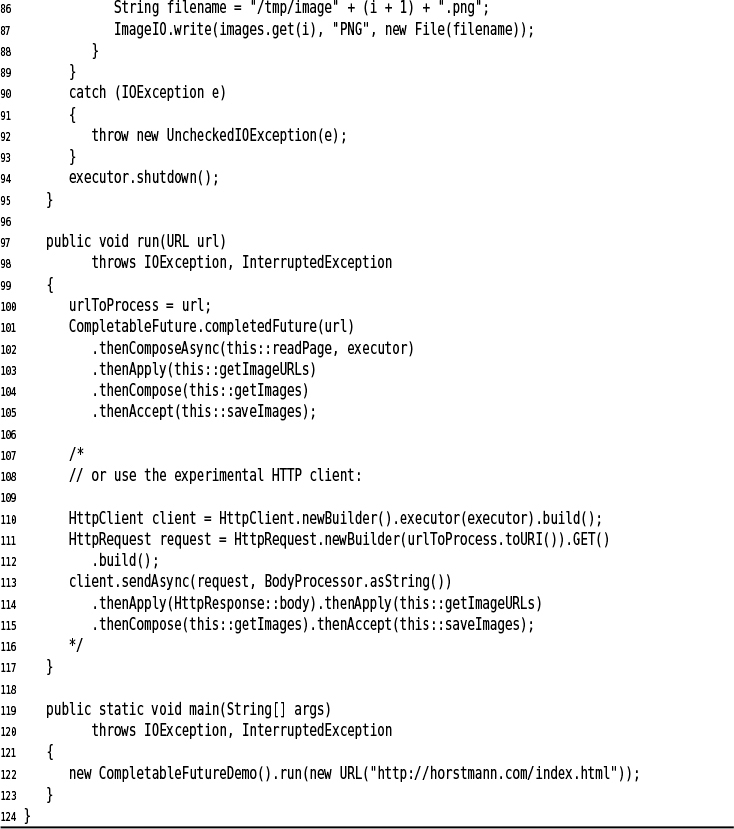 86             String filename = "/tmp/image" + (i + 1) + ".png";
87             ImageIO.write(images.get(i), "PNG", new File(filename));
88          }
89       }
90       catch (IOException e)
91       {
92          throw new UncheckedIOException(e);
93       }
94       executor.shutdown();
95    }
96
97    public void run(URL url)
98          throws IOException, InterruptedException
99    {
100       urlToProcess = url;
101       CompletableFuture.completedFuture(url)
102          .thenComposeAsync(this::readPage, executor)
103          .thenApply(this::getImageURLs)
104          .thenCompose(this::getImages)
105          .thenAccept(this::saveImages);
106
107       /*
108       // or use the experimental HTTP client:
109
110       HttpClient client = HttpClient.newBuilder().executor(executor).build();
111       HttpRequest request = HttpRequest.newBuilder(urlToProcess.toURI()).GET()
112          .build();
113       client.sendAsync(request, BodyProcessor.asString())
114          .thenApply(HttpResponse::body).thenApply(this::getImageURLs)
115          .thenCompose(this::getImages).thenAccept(this::saveImages);
116       */
117    }
118
119    public static void main(String[] args)
120          throws IOException, InterruptedException
121    {
122       new CompletableFutureDemo().run(new URL("http://horstmann.com/index.html"));
123    }
124 }